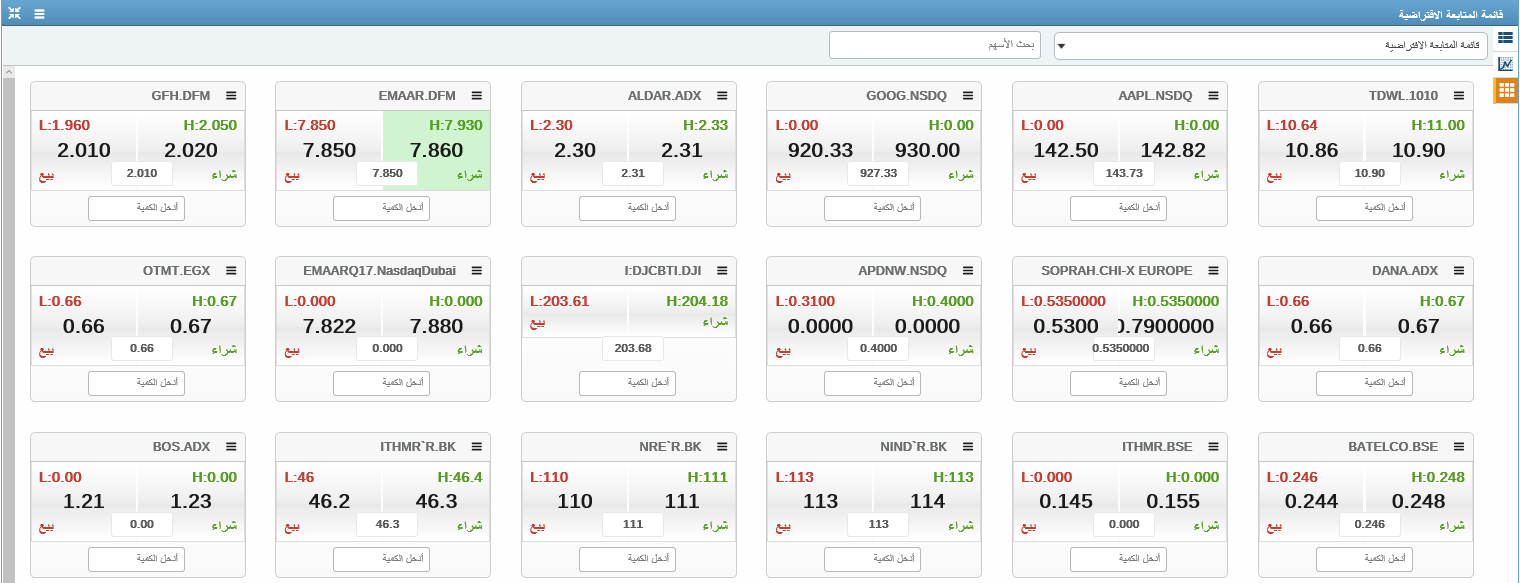 قائمة المتابعة الافتراضية
قائمة المتابعة الافتراضية
بحث الأسهم
TDWL.1010
H:11.00 L:10.64
10.86 10.90
شراء 10.90 بيع
أدخل الكمية
AAPL.NSDQ
H:0.00 L:0.00
142.50 142.82
شراء 143.73 بيع
أدخل الكمية
GOOG.NSDQ
H:0.00 L:0.00
920.33 930.00
شراء 927.33 بيع
أدخل الكمية
ALDAR.ADX
H:2.33 L:2.30
2.30 2.31
شراء 2.31 بيع
أدخل الكمية
EMAAR.DFM
H:7.930 L:7.850
7.850 7.860
شراء 7.850 بيع
أدخل الكمية
GFH.DFM
H:2.050 L:1.960
2.010 2.020
شراء 2.010 بيع
أدخل الكمية
DANA.ADX
H:0.67 L:0.66
0.66 0.67
شراء 0.66 بيع
أدخل الكمية
SOPRAH.CHI-X EUROPE
H:0.5350000 L:0.5350000
0.5300 0.7900000
شراء 0.5350000 بيع
أدخل الكمية
APDNW.NSDQ
H:0.4000 L:0.3100
0.0000 0.0000
شراء 0.4000 بيع
أدخل الكمية
I:DJCBTI.DJI
H:204.18 L:203.61
شراء بيع
203.68
أدخل الكمية
EMAARQ17.NasdaqDubai
H:0.000 L:0.000
7.822 7.880
شراء 0.000 بيع
أدخل الكمية
OTMT.EGX
H:0.67 L:0.66
0.66 0.67
شراء 0.66 بيع
أدخل الكمية
BATELCO.BSE
H:0.248 L:0.246
0.244 0.248
شراء 0.246 بيع
أدخل الكمية
ITHMR.BSE
H:0.000 L:0.000
0.145 0.155
شراء 0.000 بيع
أدخل الكمية
NIND`R.BK
H:113 L:113
113 114
شراء 113 بيع
أدخل الكمية
NRE`R.BK
H:111 L:110
110 111
شراء 111 بيع
أدخل الكمية
ITHMR`R.BK
H:46.4 L:46
46.2 46.3
شراء 46.3 بيع
أدخل الكمية
BOS.ADX
H:0.00 L:0.00
1.21 1.23
شراء 0.00 بيع
أدخل الكمية